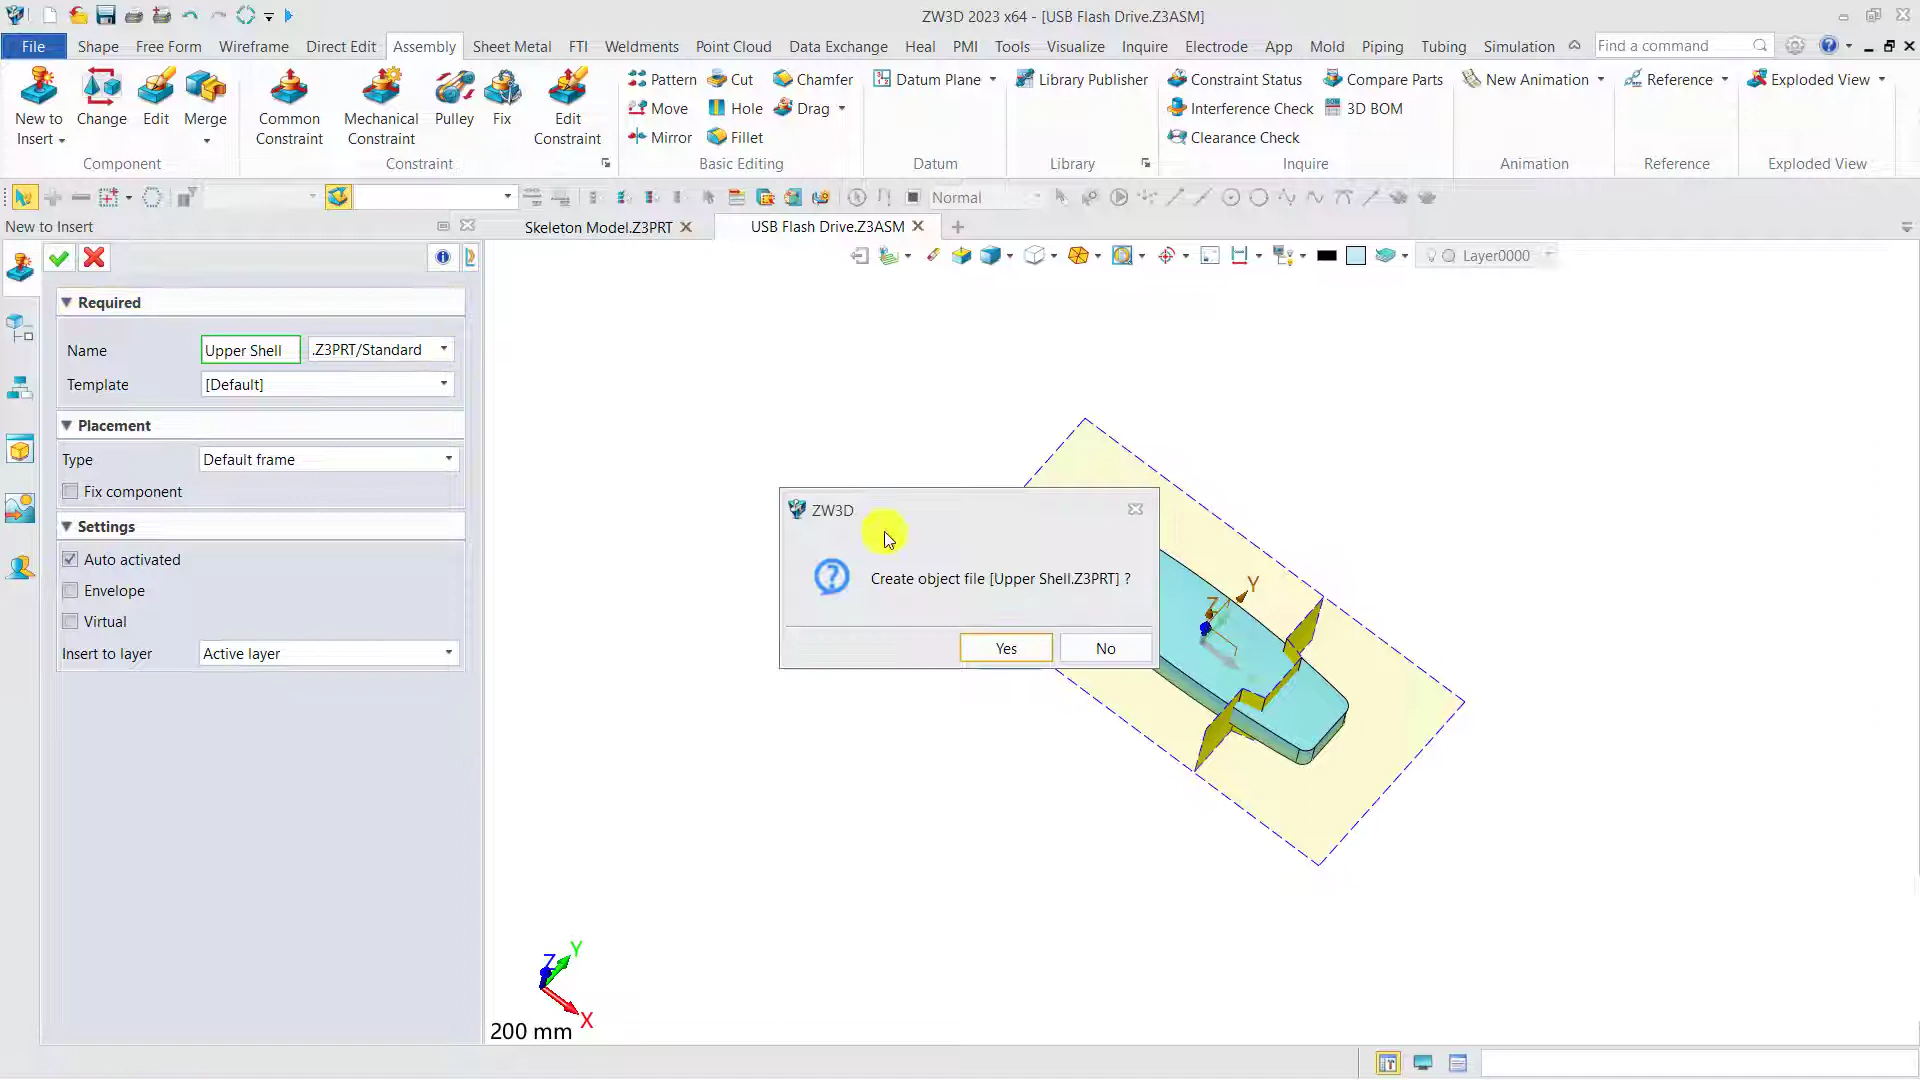 ZW3D 2023 x64 - [USB Flash Drive.Z3ASM]
File Shape Free Form Wireframe Direct Edit Assembly Sheet Metal FTI Weldments Point Cloud Data Exchange Heal PMI Tools Visualize Inquire Electrode App Mold Piping Tubing Simulation Find a command
New to Insert
Change
Edit
Merge
Component
Common Constraint
Mechanical Constraint
Pulley
Fix
Edit Constraint
Constraint
Pattern Cut Chamfer
Move Hole Drag
Mirror Fillet
Basic Editing
Datum Plane
Datum
Library Publisher
Library
Constraint Status Compare Parts
Interference Check 3D BOM
Clearance Check
Inquire
New Animation
Animation
Reference
Reference
Exploded View
Exploded View
Normal
New to Insert
Skeleton Model.Z3PRT
USB Flash Drive.Z3ASM
Layer0000
Required
Name Upper Shell .Z3PRT/Standard
Template [Default]
Placement
Type Default frame
Fix component
Settings
Auto activated
Envelope
Virtual
Insert to layer Active layer
ZW3D
Create object file [Upper Shell.Z3PRT] ?
Yes No
Y
Z
Y
Z
X
200 mm